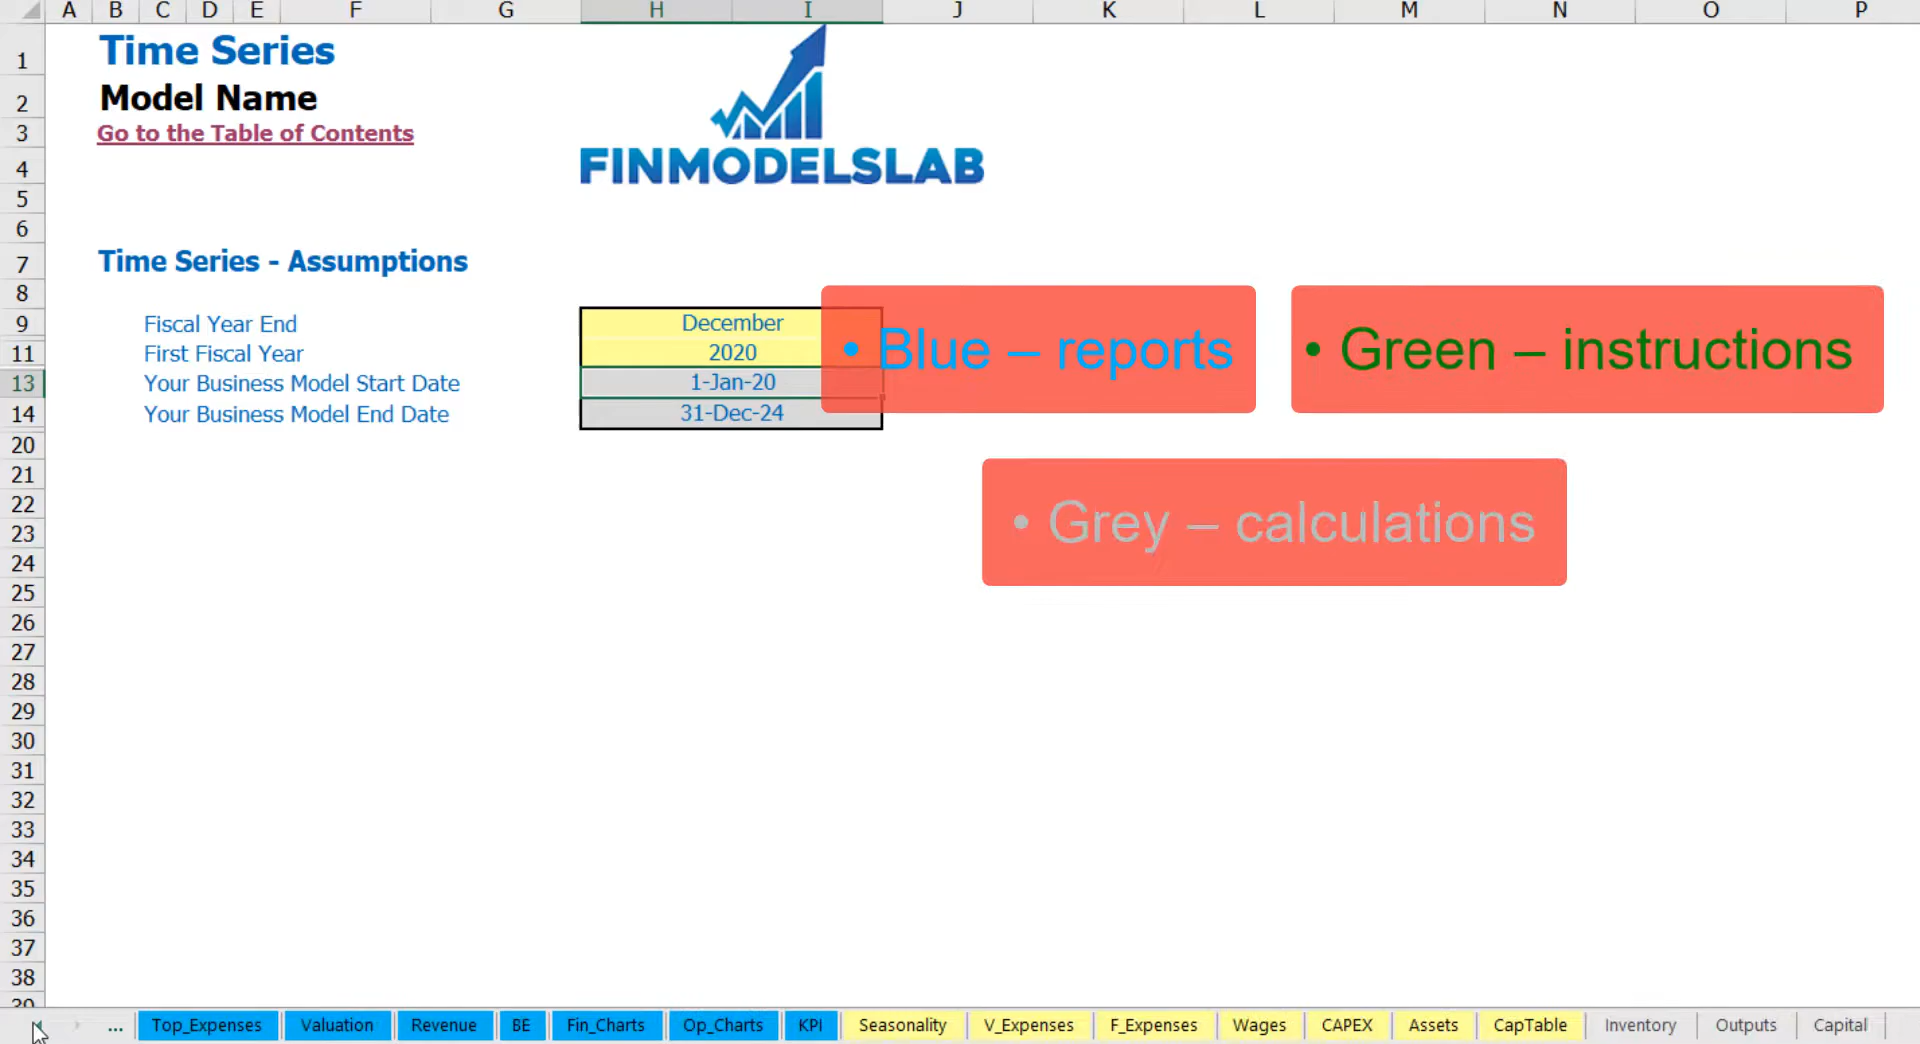 A B C D E F G H I J K L M N O P
1 Time Series
2 Model Name
3 Go to the Table of Contents
FINMODELSLAB
4
5
6
7 Time Series - Assumptions
8
9 Fiscal Year End December
11 First Fiscal Year 2020
13 Your Business Model Start Date 1-Jan-20
14 Your Business Model End Date 31-Dec-24
• Blue – reports
• Green – instructions
20
21
22
• Grey – calculations
23
24
25
26
27
28
29
30
31
32
33
34
35
36
37
38
39
... Top_Expenses Valuation Revenue BE Fin_Charts Op_Charts KPI Seasonality V_Expenses F_Expenses Wages CAPEX Assets CapTable Inventory Outputs Capital